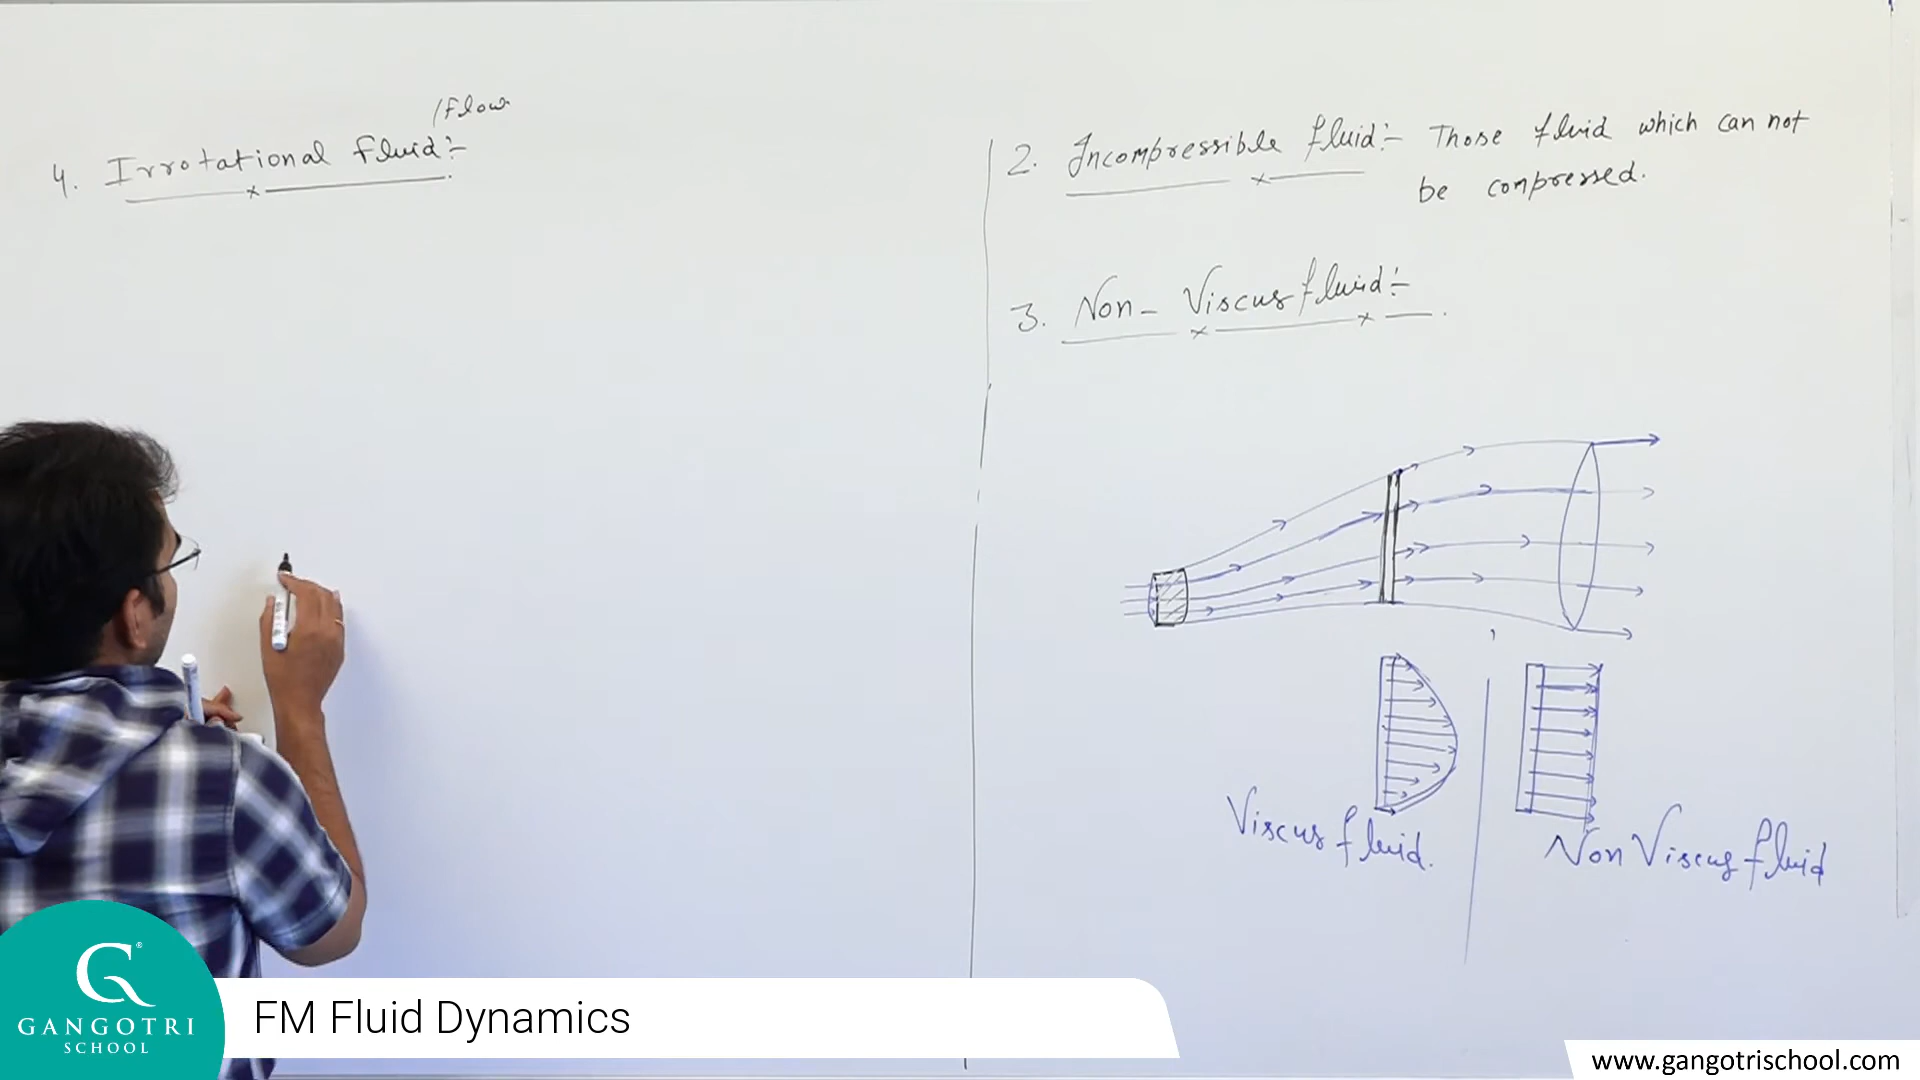 /Flow
4. Irrotational fluid:-
2. Incompressible fluid:- Those fluid which can not
be compressed.
3. Non- Viscus fluid:-
Viscus fluid.
Non Viscus fluid
G®
GANGOTRI
SCHOOL
FM Fluid Dynamics
www.gangotrischool.com